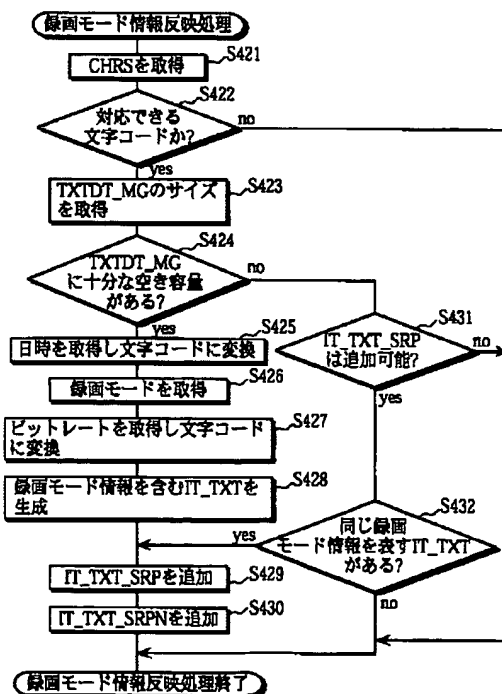 録画モード情報反映処理
CHRSを取得
S421
S422
対応できる
文字コードか?
no
yes
TXTDT_MGのサイズ
を取得
S423
S424
TXTDT_MG
に十分な空き容量
がある?
no
yes
日時を取得し文字コードに変換
S425
録画モードを取得
S426
ビットレートを取得し文字コード
に変換
S427
録画モード情報を含むIT_TXTを
生成
S428
S431
IT_TXT_SRP
は追加可能?
no
yes
S432
同じ録画
モード情報を表すIT_TXT
がある?
yes
no
IT_TXT_SRPを追加
S429
IT_TXT_SRPNを追加
S430
録画モード情報反映処理終了